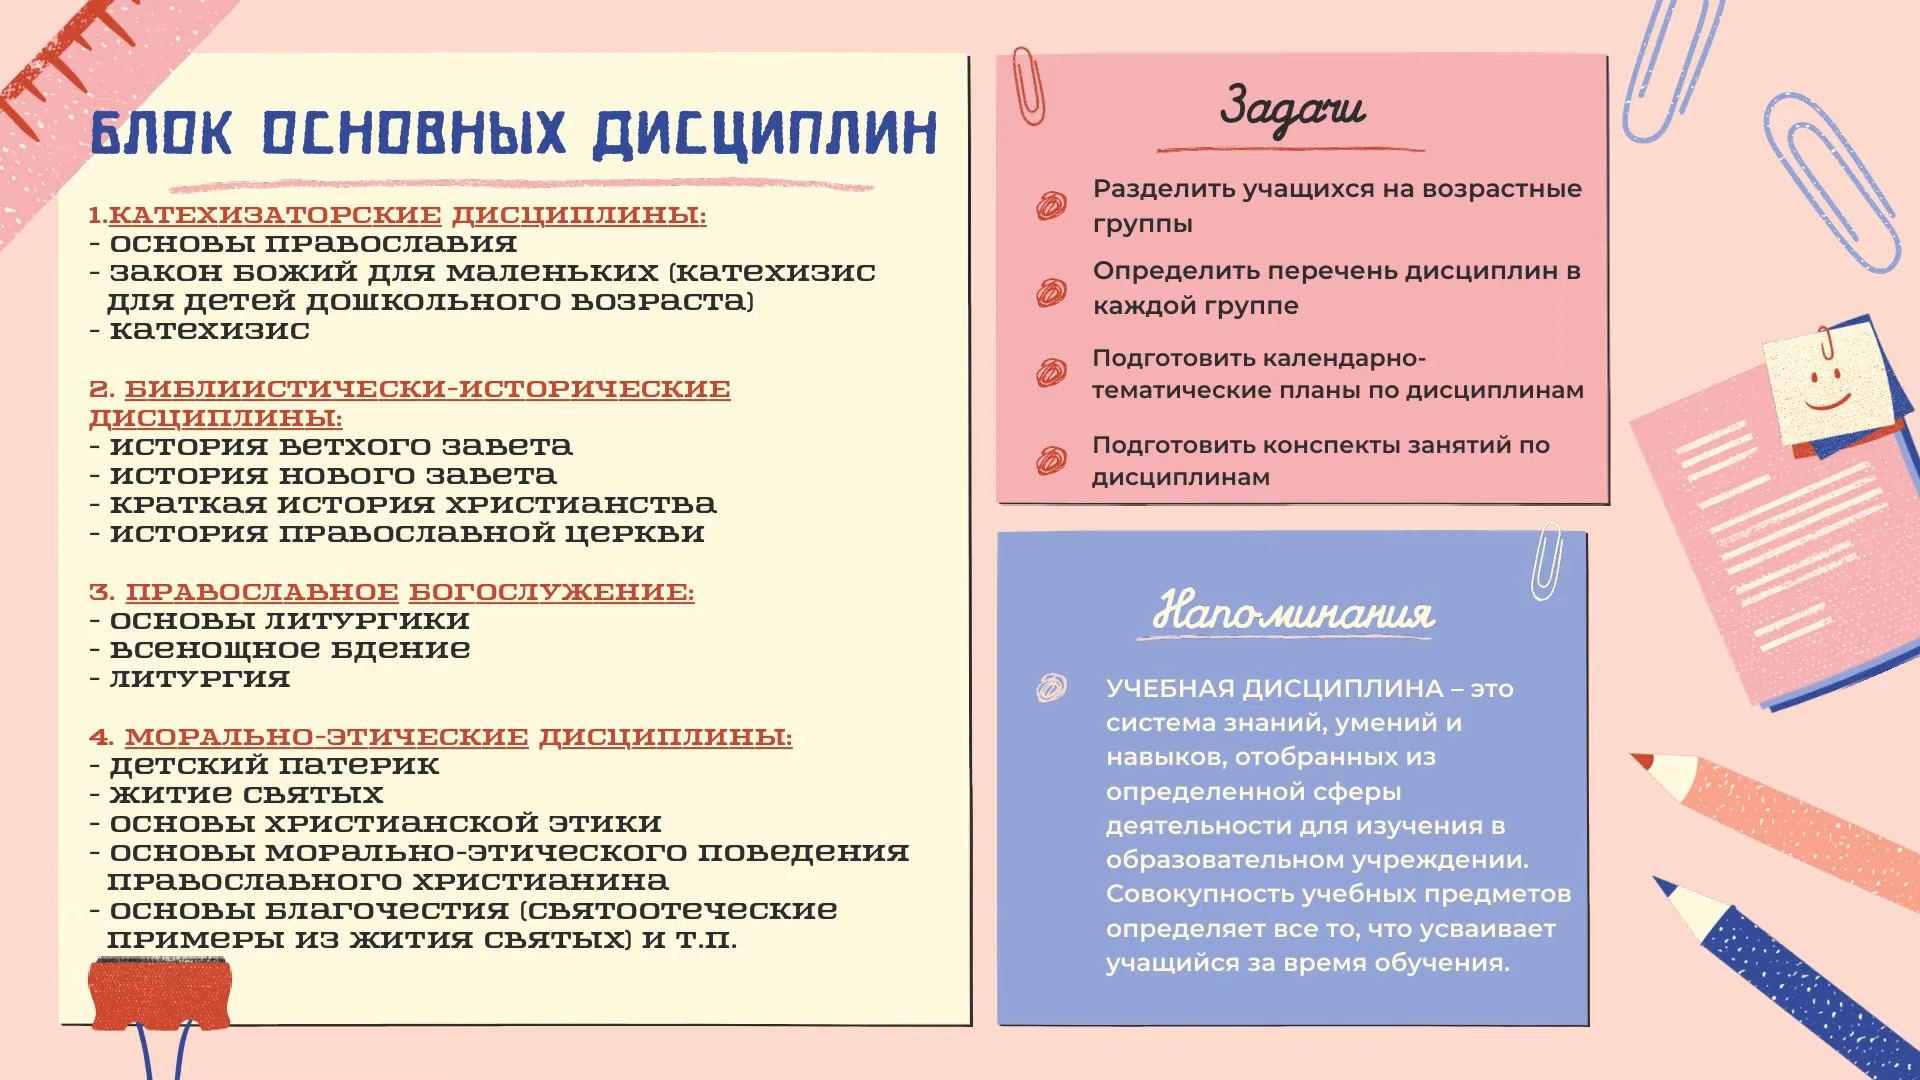 БЛОК ОСНОВНЫХ ДИСЦИПЛИН
1.КАТЕХИЗАТОРСКИЕ ДИСЦИПЛИНЫ:
- ОСНОВЫ ПРАВОСЛАВИЯ
- ЗАКОН БОЖИЙ ДЛЯ МАЛЕНЬКИХ (КАТЕХИЗИС
ДЛЯ ДЕТЕЙ ДОШКОЛЬНОГО ВОЗРАСТА)
- КАТЕХИЗИС
2. БИБЛИИСТИЧЕСКИ-ИСТОРИЧЕСКИЕ
ДИСЦИПЛИНЫ:
- ИСТОРИЯ ВЕТХОГО ЗАВЕТА
- ИСТОРИЯ НОВОГО ЗАВЕТА
- КРАТКАЯ ИСТОРИЯ ХРИСТИАНСТВА
- ИСТОРИЯ ПРАВОСЛАВНОЙ ЦЕРКВИ
3. ПРАВОСЛАВНОЕ БОГОСЛУЖЕНИЕ:
- ОСНОВЫ ЛИТУРГИКИ
- ВСЕНОЩНОЕ БДЕНИЕ
- ЛИТУРГИЯ
4. МОРАЛЬНО-ЭТИЧЕСКИЕ ДИСЦИПЛИНЫ:
- ДЕТСКИЙ ПАТЕРИК
- ЖИТИЕ СВЯТЫХ
- ОСНОВЫ ХРИСТИАНСКОЙ ЭТИКИ
- ОСНОВЫ МОРАЛЬНО-ЭТИЧЕСКОГО ПОВЕДЕНИЯ
ПРАВОСЛАВНОГО ХРИСТИАНИНА
- ОСНОВЫ БЛАГОЧЕСТИЯ (СВЯТООТЕЧЕСКИЕ
ПРИМЕРЫ ИЗ ЖИТИЯ СВЯТЫХ) И Т.П.
Задачи
Разделить учащихся на возрастные
группы
Определить перечень дисциплин в
каждой группе
Подготовить календарно-
тематические планы по дисциплинам
Подготовить конспекты занятий по
дисциплинам
Напоминания
УЧЕБНАЯ ДИСЦИПЛИНА – это
система знаний, умений и
навыков, отобранных из
определенной сферы
деятельности для изучения в
образовательном учреждении.
Совокупность учебных предметов
определяет все то, что усваивает
учащийся за время обучения.